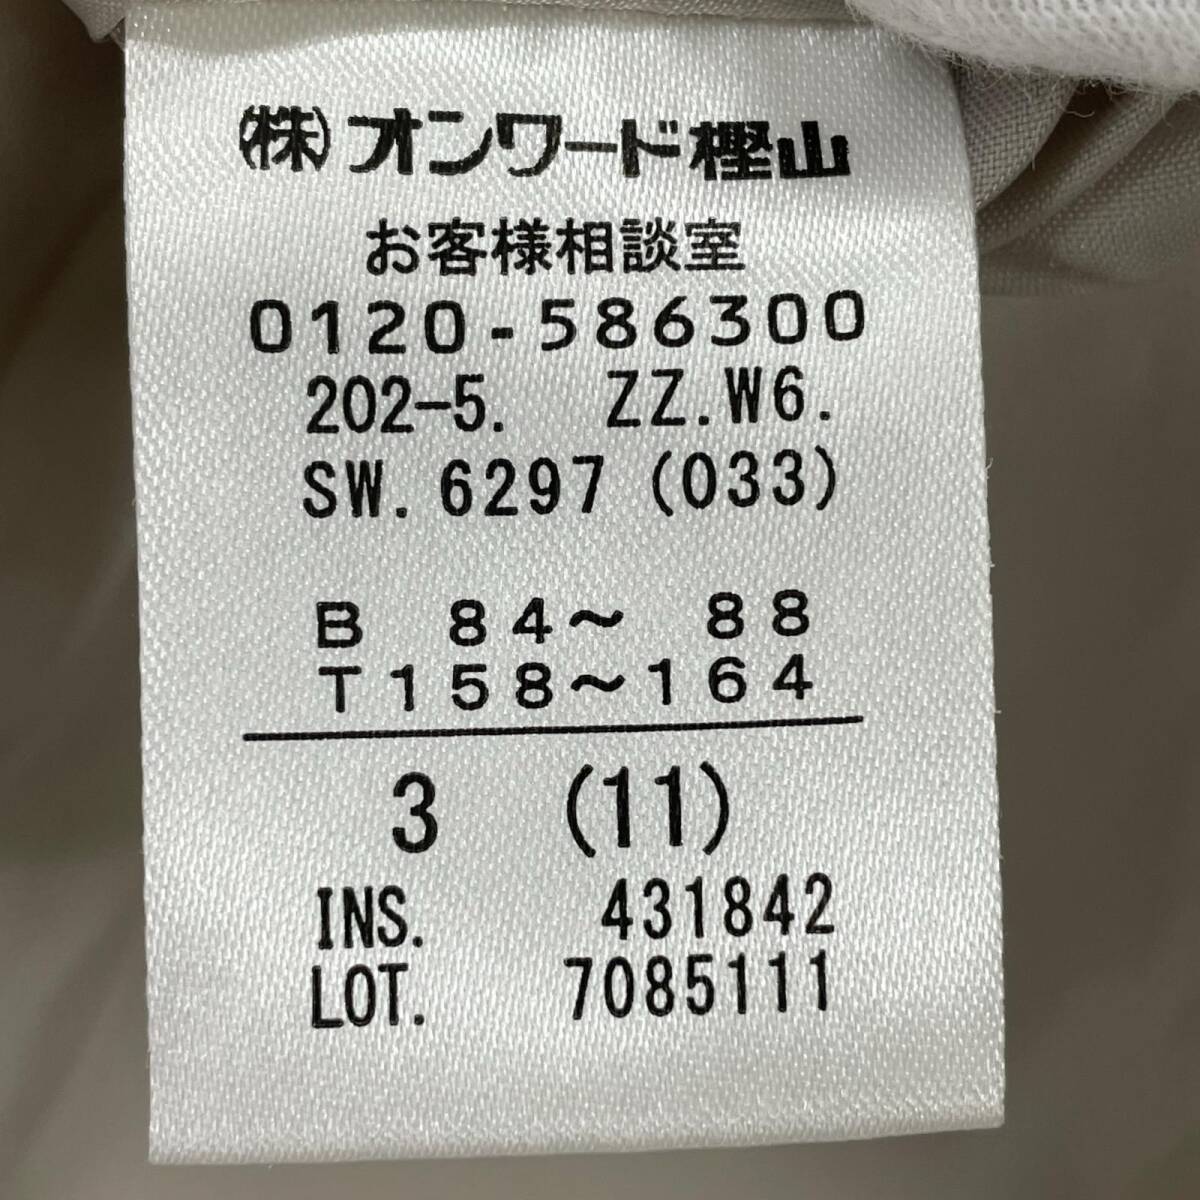 (株)オンワード樫山
お客様相談室
0120-586300
202-5. ZZ.W6.
SW. 6297 (033)
B 84～ 88
T158～164
3 (11)
INS. 431842
LOT. 7085111